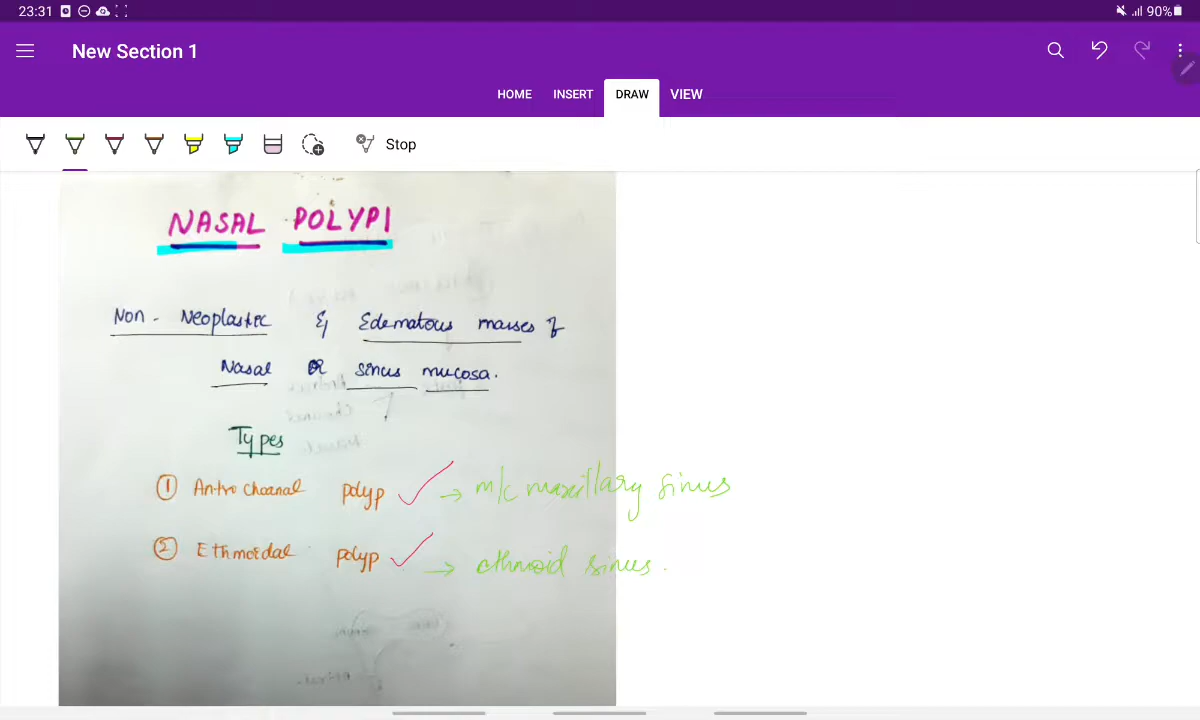 23:31 90%
New Section 1
HOME INSERT DRAW VIEW
Stop
NASAL POLYPI
Non - Neoplastic & Edematous masses of
Nasal OR sinus mucosa.
Types
① Antro choanal polyp → m/c maxillary sinus
② Ethmoidal polyp → ethmoid sinus.